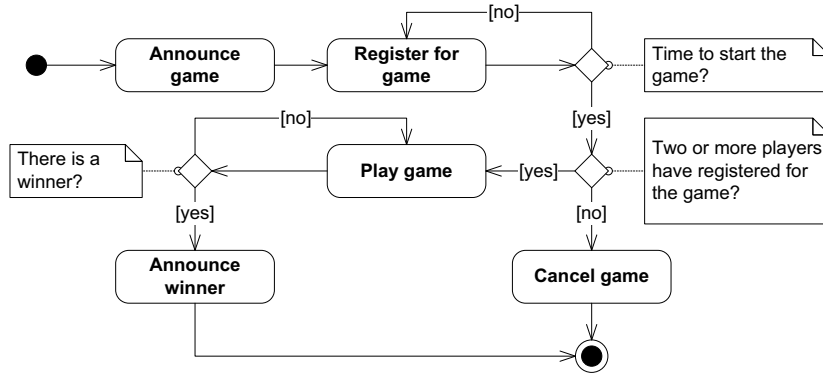 [no]
Announce
game
Register for
game
Time to start the
game?
[yes]
[no]
There is a
winner?
Play game
[yes]
Two or more players
have registered for
the game?
[yes]
[no]
Announce
winner
Cancel game